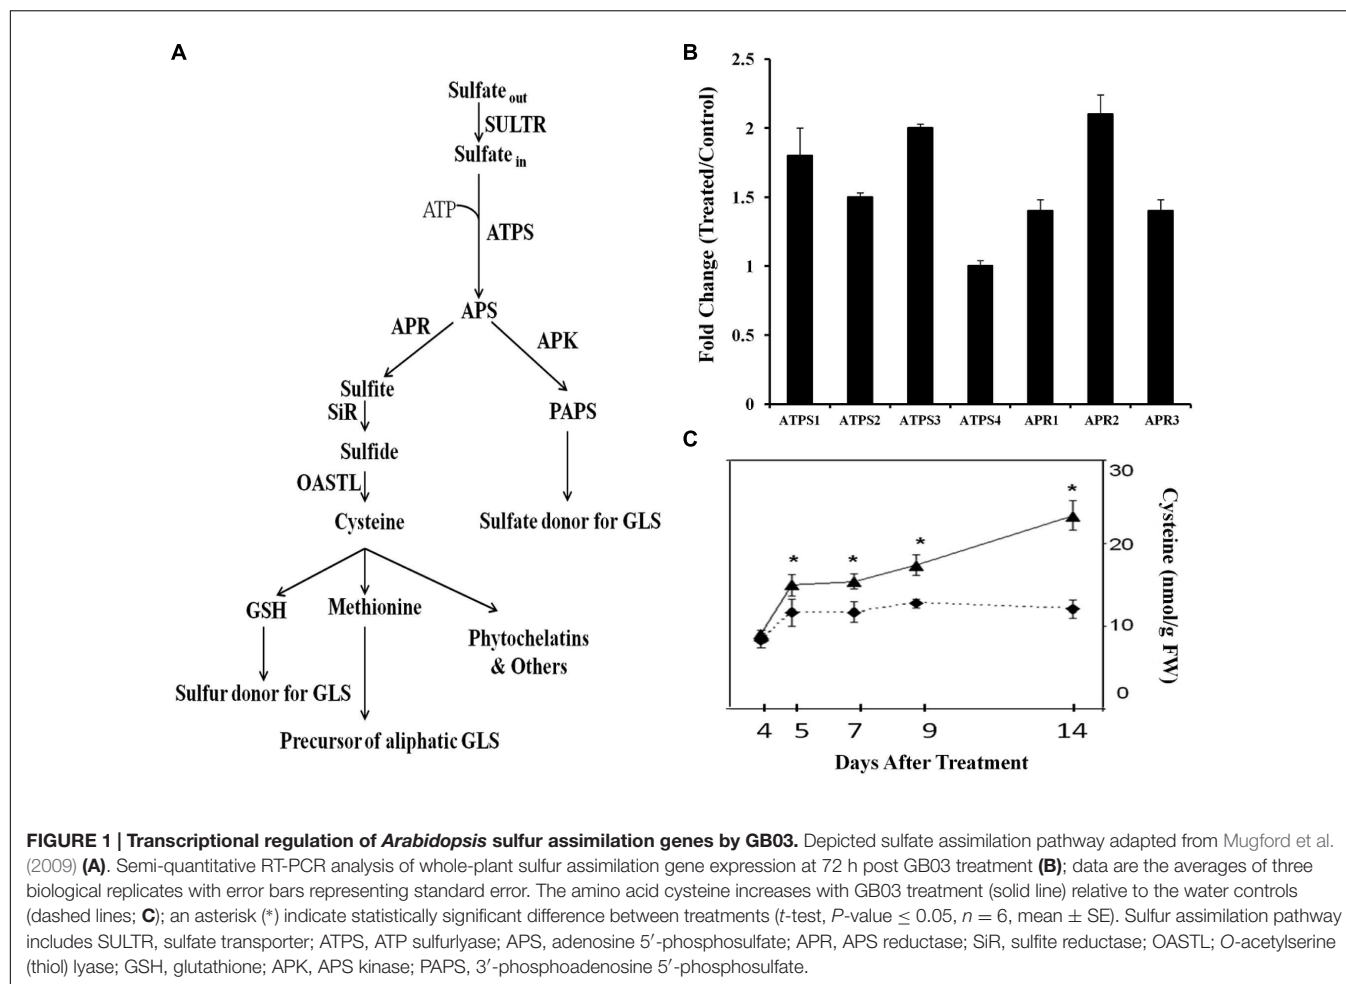 A
Sulfate out
SULTR
Sulfate in
ATP
ATPS
APS
APR
APK
Sulfite
SiR
PAPS
Sulfide
OASTL
Cysteine
Sulfate donor for GLS
GSH
Methionine
Phytochelatins
& Others
Sulfur donor for GLS
Precursor of aliphatic GLS
B
Fold Change (Treated/Control)
2.5
2
1.5
1
0.5
0
ATPS1 ATPS2 ATPS3 ATPS4 APR1 APR2 APR3
C
* * * *
30
20
10
0
Cysteine (nmol/g FW)
4 5 7 9 14
Days After Treatment
FIGURE 1 | Transcriptional regulation of Arabidopsis sulfur assimilation genes by GB03. Depicted sulfate assimilation pathway adapted from Mugford et al.
(2009) (A). Semi-quantitative RT-PCR analysis of whole-plant sulfur assimilation gene expression at 72 h post GB03 treatment (B); data are the averages of three
biological replicates with error bars representing standard error. The amino acid cysteine increases with GB03 treatment (solid line) relative to the water controls
(dashed lines; C); an asterisk (*) indicate statistically significant difference between treatments (t-test, P-value ≤ 0.05, n = 6, mean ± SE). Sulfur assimilation pathway
includes SULTR, sulfate transporter; ATPS, ATP sulfurlyase; APS, adenosine 5′-phosphosulfate; APR, APS reductase; SiR, sulfite reductase; OASTL; O-acetylserine
(thiol) lyase; GSH, glutathione; APK, APS kinase; PAPS, 3′-phosphoadenosine 5′-phosphosulfate.